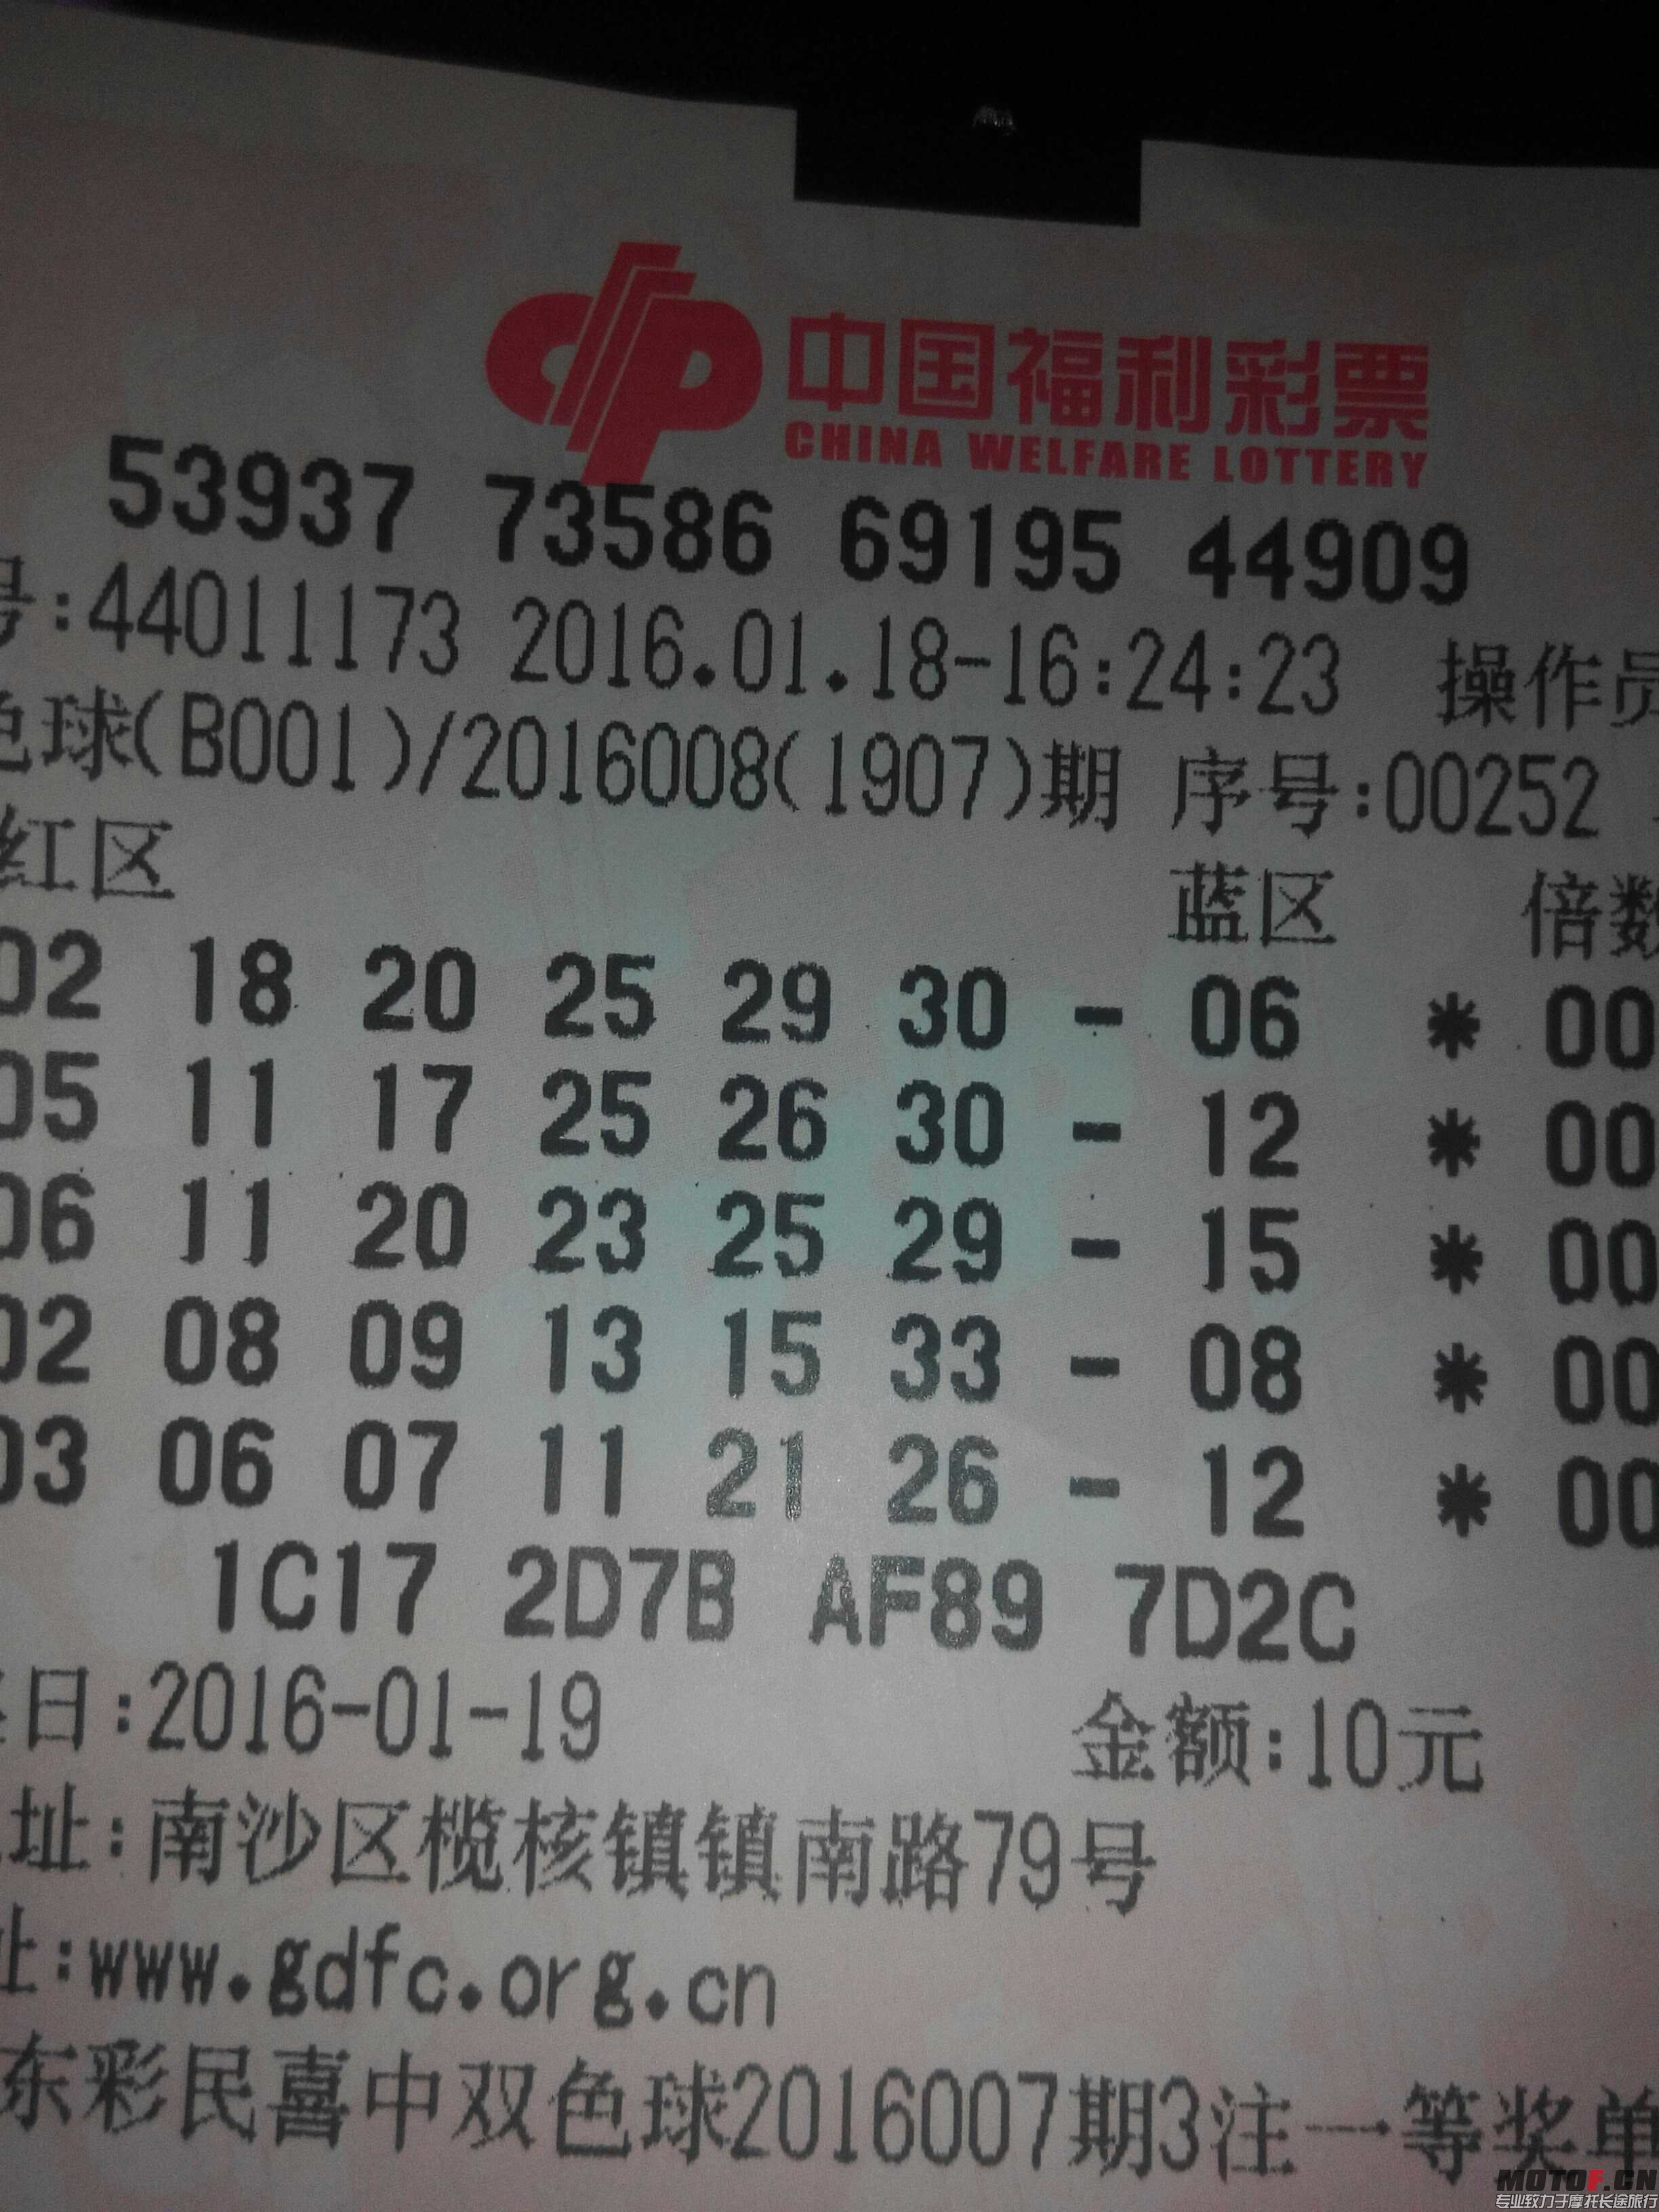 中国福利彩票
CHINA WELFARE LOTTERY
53937 73586 69195 44909
号:44011173 2016.01.18-16:24:23 操作员
色球(B001)/2016008(1907)期 序号:00252
红区 蓝区 倍数
02 18 20 25 29 30 - 06 * 00
05 11 17 25 26 30 - 12 * 00
06 11 20 23 25 29 - 15 * 00
02 08 09 13 15 33 - 08 * 00
03 06 07 11 21 26 - 12 * 00
1C17 2D7B AF89 7D2C
日:2016-01-19 金额:10元
址:南沙区榄核镇镇南路79号
址:www.gdfc.org.cn
东彩民喜中双色球2016007期3注一等奖单
MOTOF.CN
专业致力于摩托长途旅行